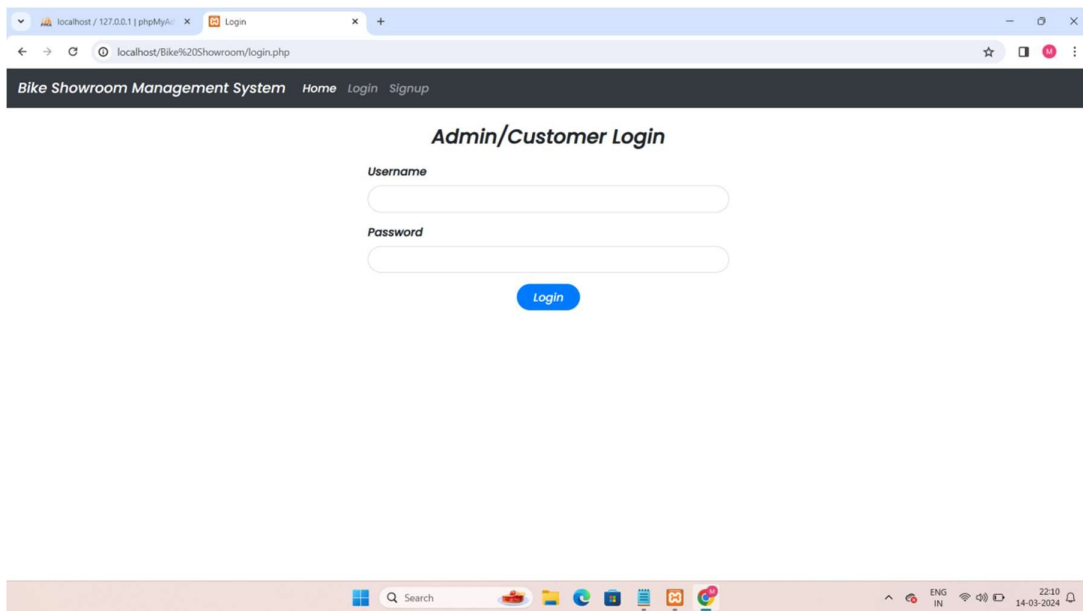 localhost / 127.0.0.1 | phpMyAd
Login
localhost/Bike%20Showroom/login.php
M
Bike Showroom Management System Home Login Signup
Admin/Customer Login
Username
Password
Login
Search
M
ENG
IN
22:10
14-03-2024